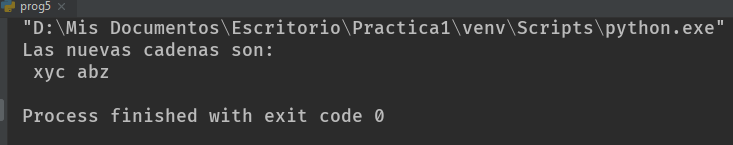 prog5 ×
"D:\Mis Documentos\Escritorio\Practica1\venv\Scripts\python.exe"
Las nuevas cadenas son:
 xyc abz
Process finished with exit code 0